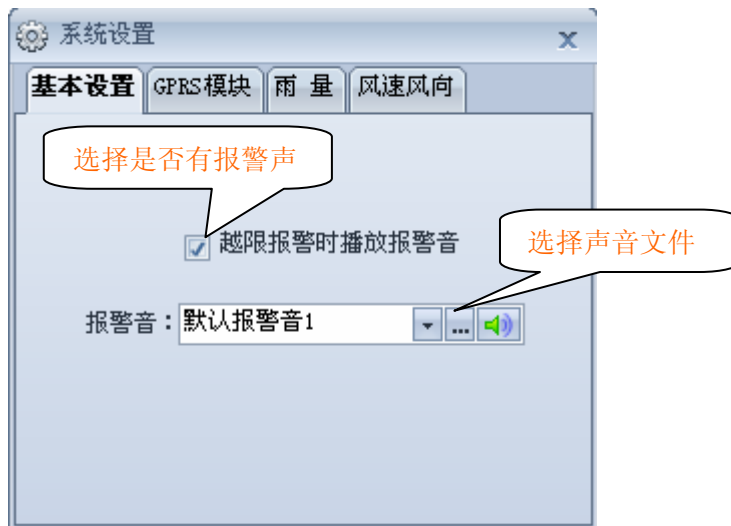 系统设置
基本设置 GPRS模块 雨 量 风速风向
选择是否有报警声
越限报警时播放报警音
选择声音文件
报警音：默认报警音1 ...